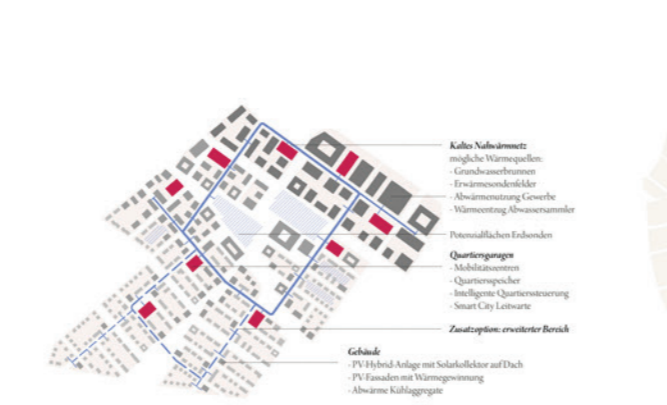 Kaltes Nahwärmnetz
mögliche Wärmequellen:
- Grundwasserbrunnen
- Erwärmesondenfelder
- Abwärmenutzung Gewerbe
- Wärmeentzug Abwassersammler
Potenzialflächen Erdsonden
Quartiersgaragen
- Mobilitätszentren
- Quartiersspeicher
- Intelligente Quartierssteuerung
- Smart City Leitwarte
Zusatzoption: erweiterter Bereich
Gebäude
- PV-Hybrid-Anlage mit Solarkollektor auf Dach
- PV-Fassaden mit Wärmegewinnung
- Abwärme Kühlaggregate